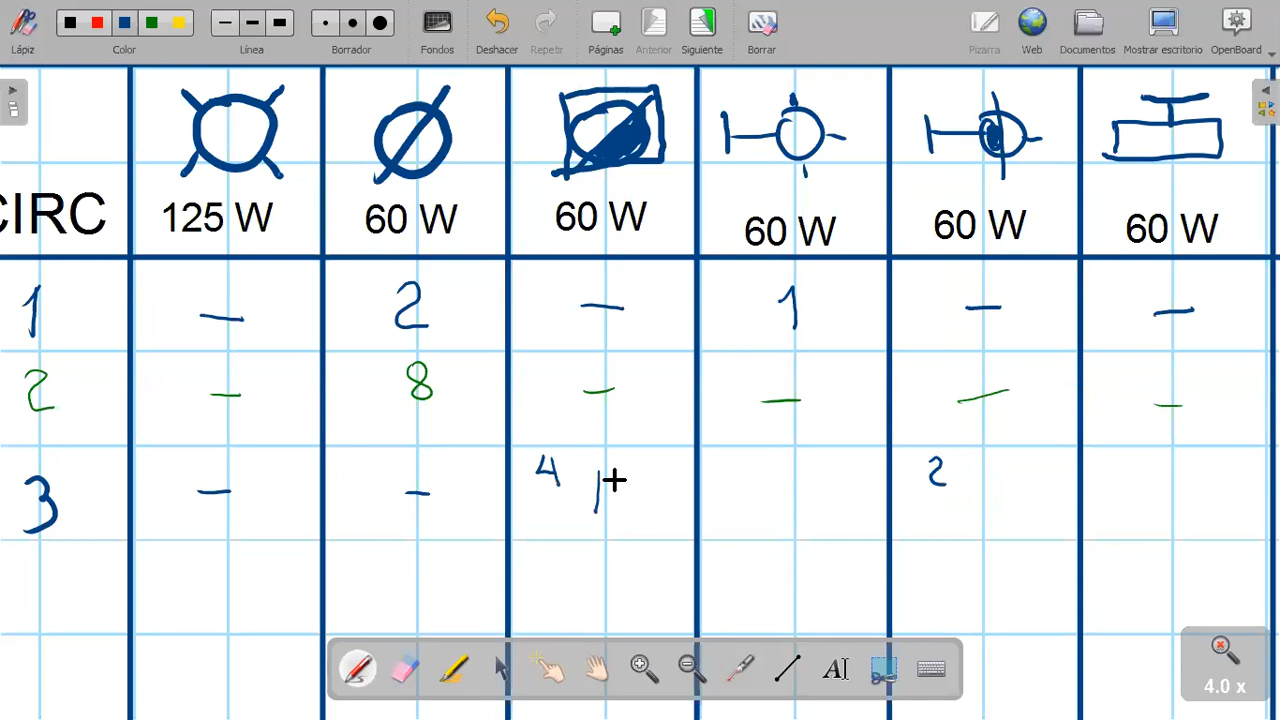 Lápiz Color Línea Borrador Fondos Deshacer Repetir Páginas Anterior Siguiente Borrar Pizarra Web Documentos Mostrar escritorio OpenBoard
CIRC 125 W 60 W 60 W 60 W 60 W 60 W
1 — 2 — 1 — —
2 — 8 — — — —
3 — — 4 2
AI
4.0 x